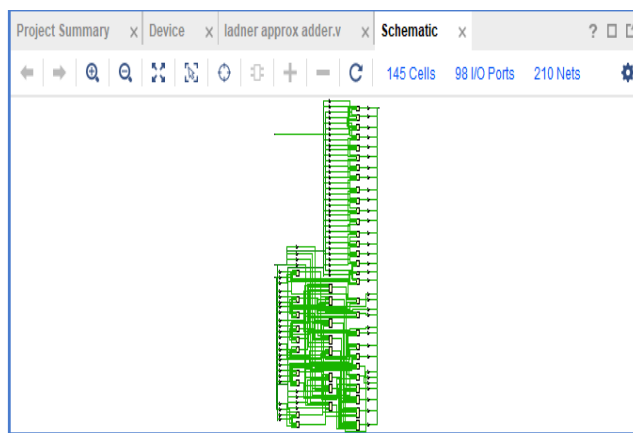 Project Summary × Device × ladner approx adder.v × Schematic × ?
145 Cells 98 I/O Ports 210 Nets